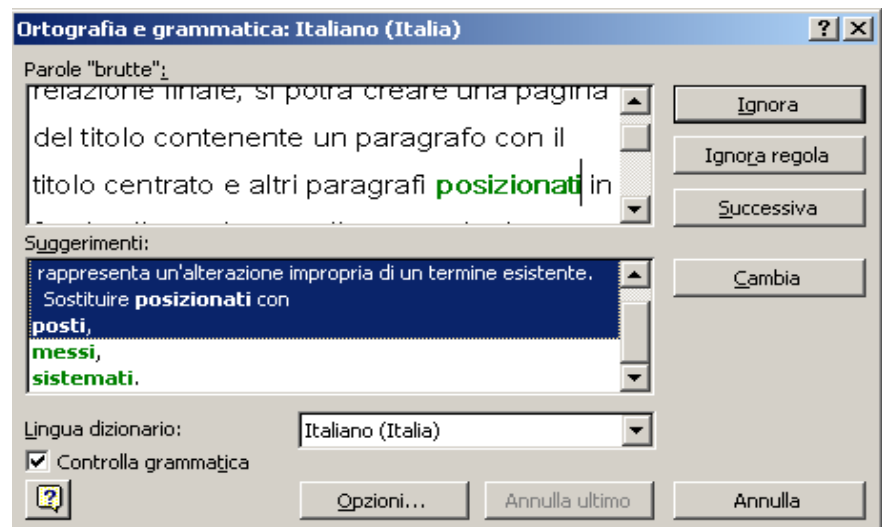 Ortografia e grammatica: Italiano (Italia)
Parole "brutte":
relazione finale, si potrà creare una pagina
del titolo contenente un paragrafo con il
titolo centrato e altri paragrafi posizionati in
Ignora
Ignora regola
Successiva
Suggerimenti:
rappresenta un'alterazione impropria di un termine esistente.
Sostituire posizionati con
posti,
messi,
sistemati.
Cambia
Lingua dizionario:
Italiano (Italia)
Controlla grammatica
Opzioni...
Annulla ultimo
Annulla